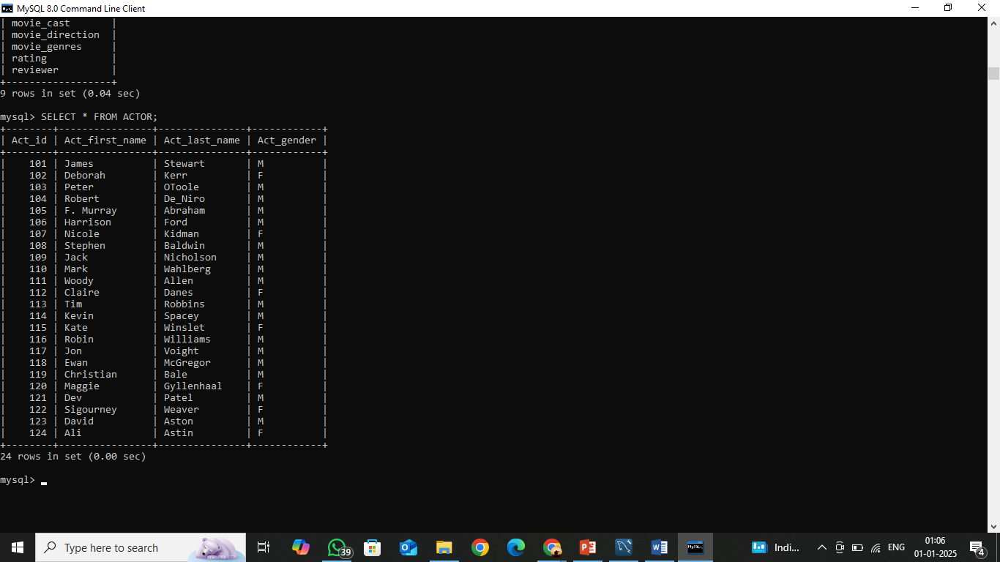 MySQL 8.0 Command Line Client
| movie_cast       |
| movie_direction  |
| movie_genres     |
| rating           |
| reviewer         |
+------------------+
9 rows in set (0.04 sec)
mysql> SELECT * FROM ACTOR;
+--------+----------------+---------------+------------+
| Act_id | Act_first_name | Act_last_name | Act_gender |
+--------+----------------+---------------+------------+
|    101 | James          | Stewart       | M          |
|    102 | Deborah        | Kerr          | F          |
|    103 | Peter          | OToole        | M          |
|    104 | Robert         | De_Niro       | M          |
|    105 | F. Murray      | Abraham       | M          |
|    106 | Harrison       | Ford          | M          |
|    107 | Nicole         | Kidman        | F          |
|    108 | Stephen        | Baldwin       | M          |
|    109 | Jack           | Nicholson     | M          |
|    110 | Mark           | Wahlberg      | M          |
|    111 | Woody          | Allen         | M          |
|    112 | Claire         | Danes         | F          |
|    113 | Tim            | Robbins       | M          |
|    114 | Kevin          | Spacey        | M          |
|    115 | Kate           | Winslet       | F          |
|    116 | Robin          | Williams      | M          |
|    117 | Jon            | Voight        | M          |
|    118 | Ewan           | McGregor      | M          |
|    119 | Christian      | Bale          | M          |
|    120 | Maggie         | Gyllenhaal    | F          |
|    121 | Dev            | Patel         | M          |
|    122 | Sigourney      | Weaver        | F          |
|    123 | David          | Aston         | M          |
|    124 | Ali            | Astin         | F          |
+--------+----------------+---------------+------------+
24 rows in set (0.00 sec)
mysql>
Type here to search
39
Indi...
ENG
01:06
01-01-2025
4